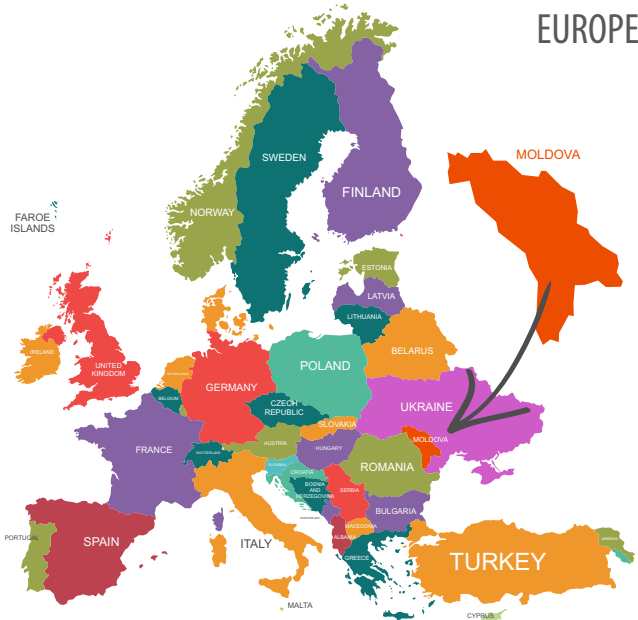 EUROPE
MOLDOVA
SWEDEN
FINLAND
NORWAY
FAROE
ISLANDS
ESTONIA
LATVIA
LITHUANIA
IRELAND
UNITED
KINGDOM
BELARUS
POLAND
GERMANY
BELGIUM
CZECH
REPUBLIC
UKRAINE
SLOVAKIA
MOLDOVA
AUSTRIA
HUNGARY
FRANCE
SWITZERLAND
ROMANIA
CROATIA
BOSNIA
AND
HERZEGOVINA
SERBIA
BULGARIA
PORTUGAL
SPAIN
ITALY
MACEDONIA
ALBANIA
GREECE
TURKEY
MALTA
CYPRUS